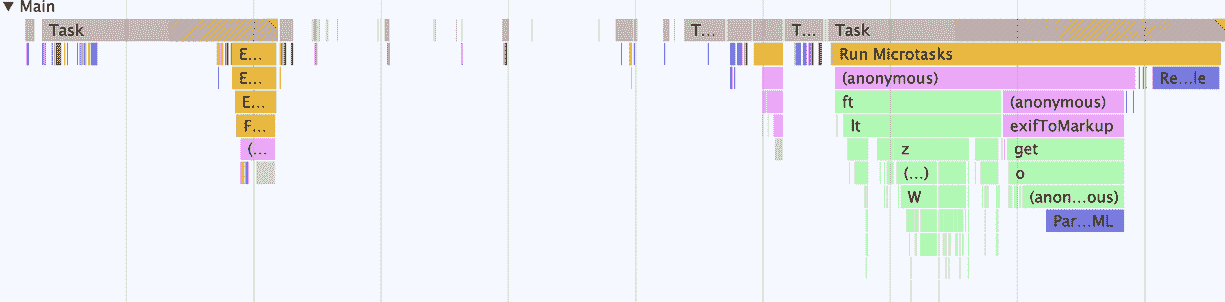 ▼ Main
Task T... T... Task
E... Run Microtasks
E... (anonymous) Re...le
E... ft (anonymous)
F... lt exifToMarkup
(... z get
(...) o
W (anon...ous)
Par...ML